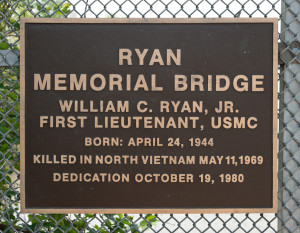 RYAN
MEMORIAL BRIDGE
WILLIAM C. RYAN, JR.
FIRST LIEUTENANT, USMC
BORN: APRIL 24, 1944
KILLED IN NORTH VIETNAM MAY 11, 1969
DEDICATION OCTOBER 19, 1980